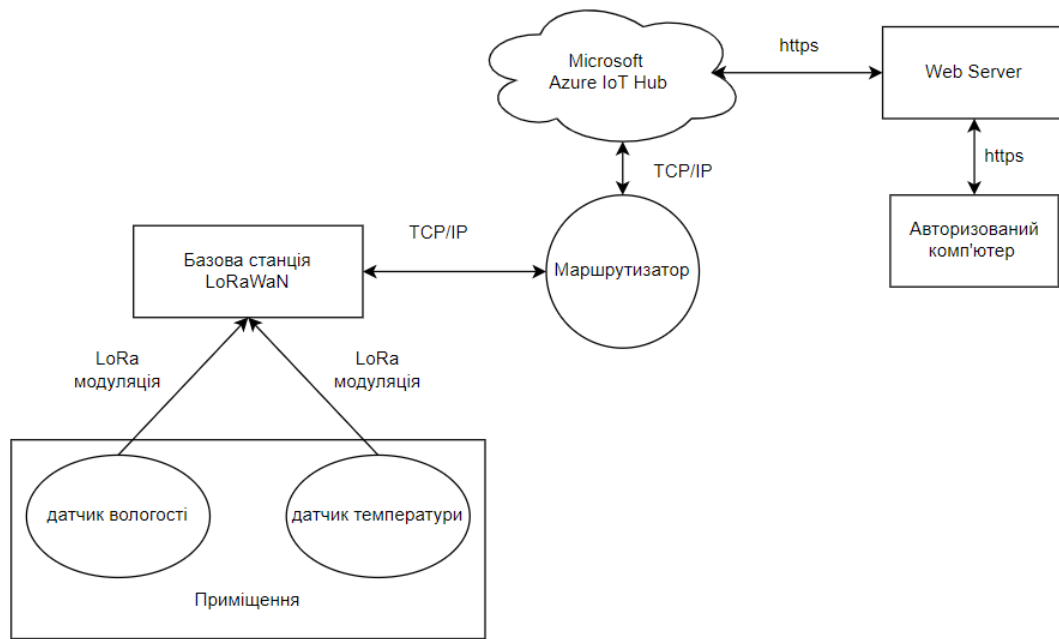 Microsoft
Azure IoT Hub
https
Web Server
https
Авторизований
комп'ютер
TCP/IP
Маршрутизатор
TCP/IP
Базова станція
LoRaWaN
LoRa
модуляція
LoRa
модуляція
датчик вологості
датчик температури
Приміщення